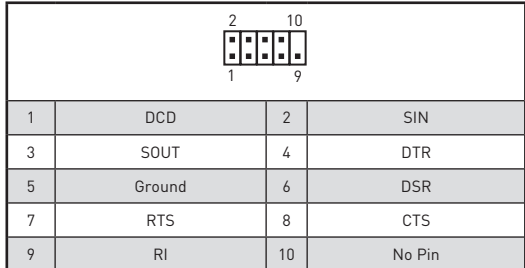 2 10
1 9
1 DCD 2 SIN
3 SOUT 4 DTR
5 Ground 6 DSR
7 RTS 8 CTS
9 RI 10 No Pin